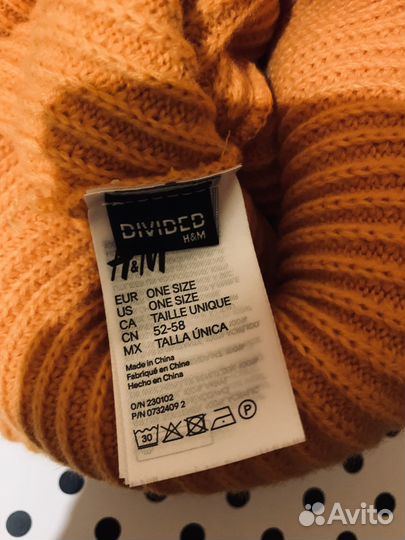 DIVIDED
H&M
H&M
EUR ONE SIZE
US ONE SIZE
CA TAILLE UNIQUE
CN 52-58
MX TALLA ÚNICA
Made in China
Fabriqué en Chine
Hecho en China
O/N 230102
P/N 0732409 2
30 P
Avito